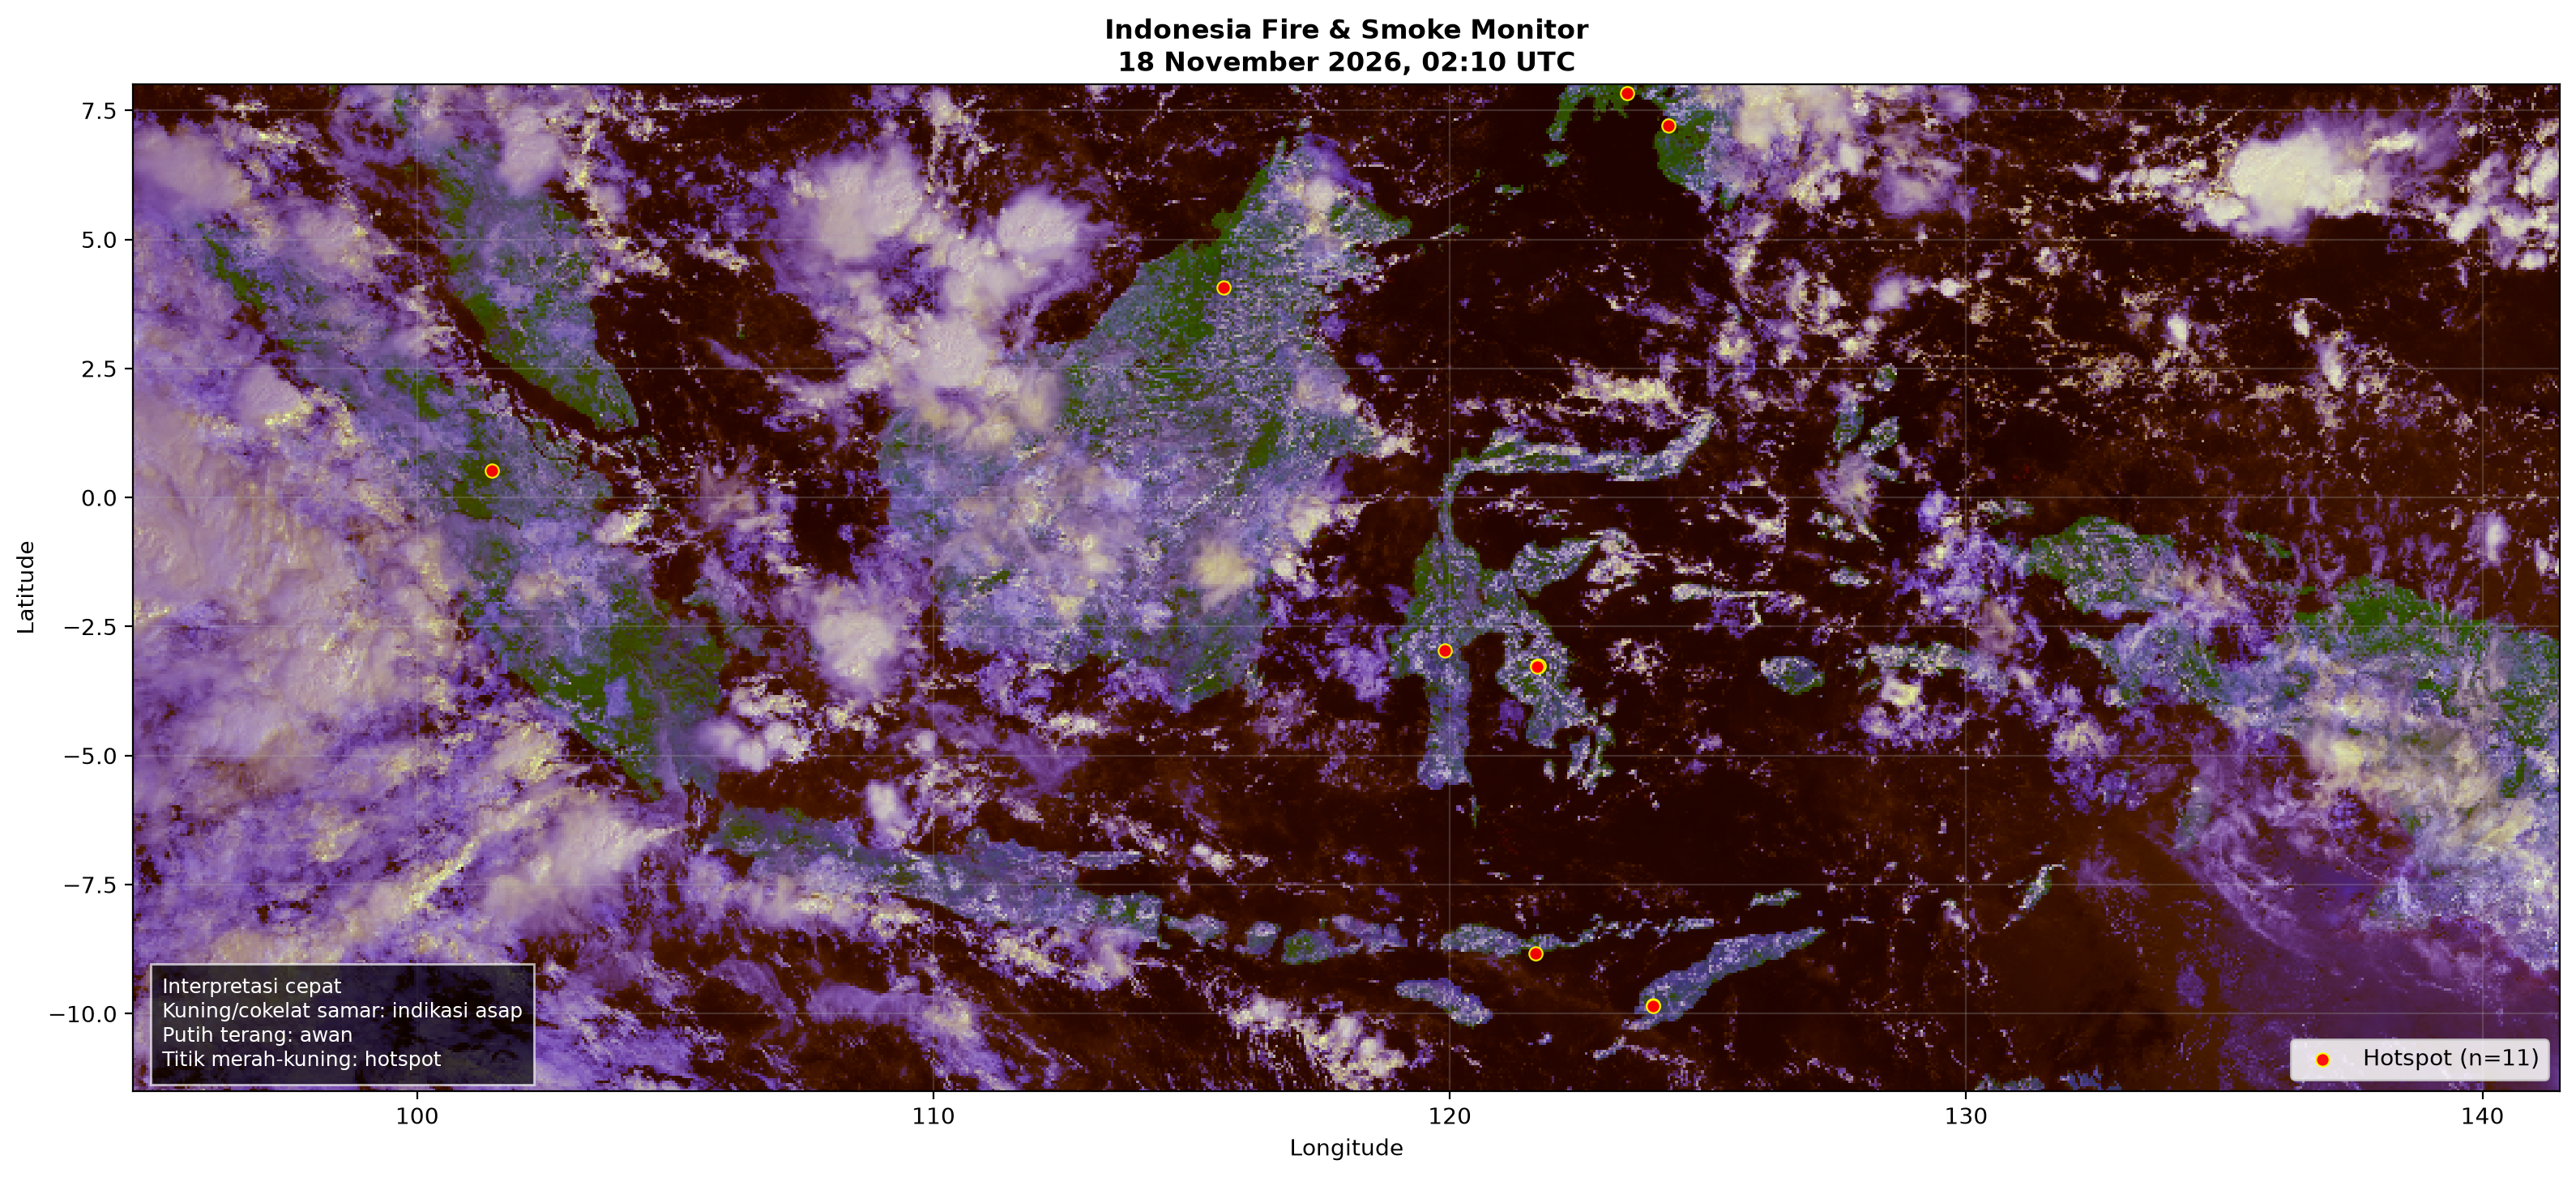 Indonesia Fire & Smoke Monitor
18 November 2026, 02:10 UTC
7.5
5.0
2.5
0.0
−2.5
−5.0
−7.5
−10.0
Latitude
Interpretasi cepat
Kuning/cokelat samar: indikasi asap
Putih terang: awan
Titik merah-kuning: hotspot
Hotspot (n=11)
100 110 120 130 140
Longitude